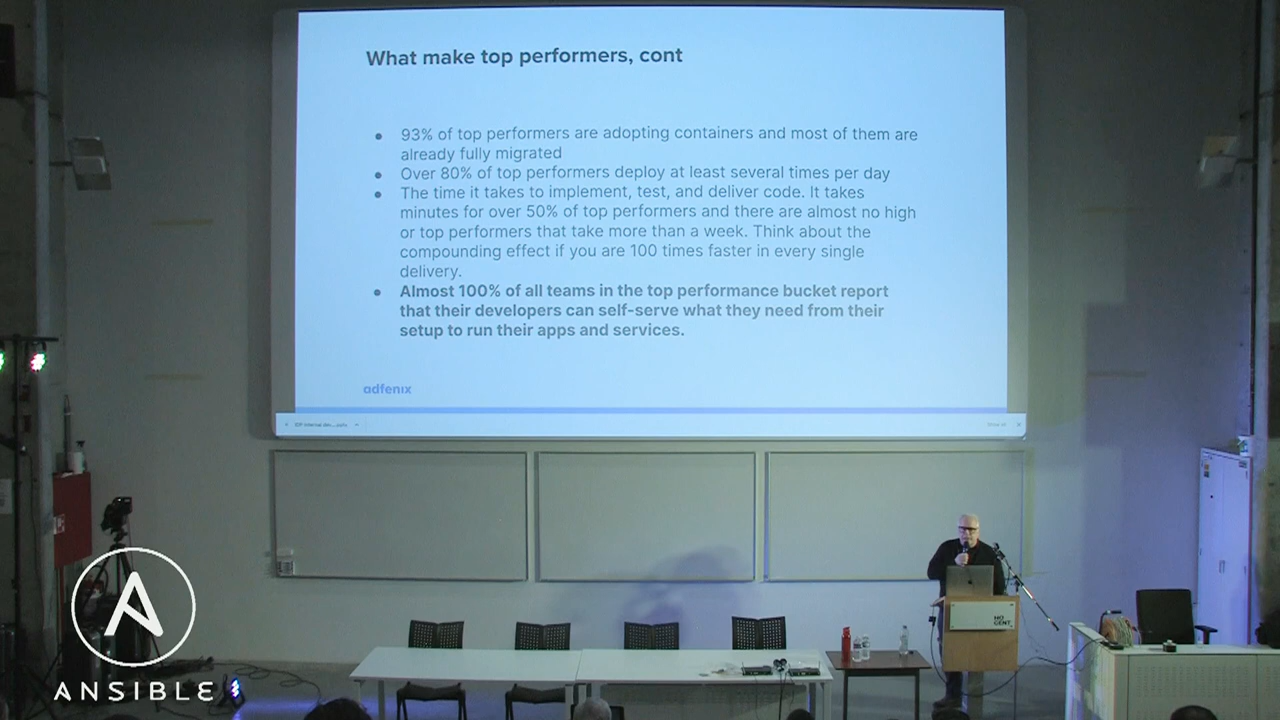 What make top performers, cont
● 93% of top performers are adopting containers and most of them are
already fully migrated
● Over 80% of top performers deploy at least several times per day
● The time it takes to implement, test, and deliver code. It takes
minutes for over 50% of top performers and there are almost no high
or top performers that take more than a week. Think about the
compounding effect if you are 100 times faster in every single
delivery.
● Almost 100% of all teams in the top performance bucket report
that their developers can self-serve what they need from their
setup to run their apps and services.
adfenix
Show All
HO
GENT
ANSIBLE